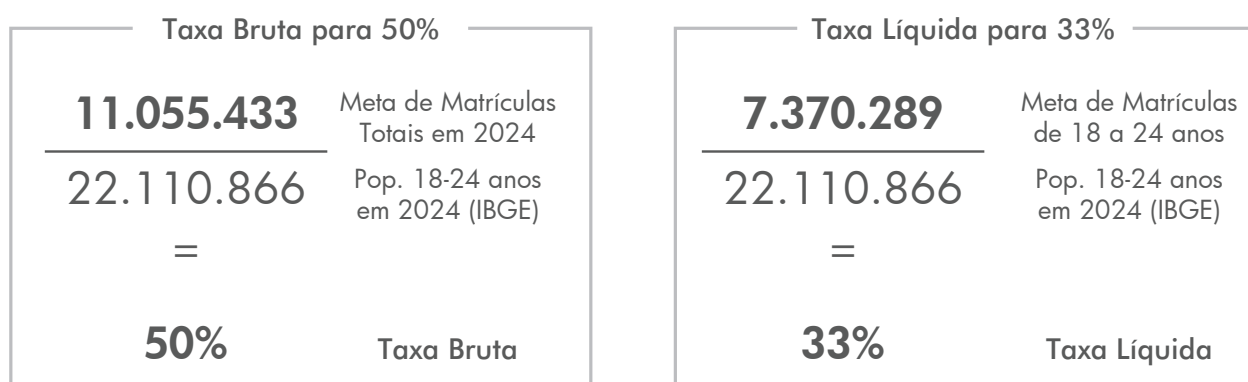 Taxa Bruta para 50%
11.055.433
Meta de Matrículas
Totais em 2024
22.110.866
Pop. 18-24 anos
em 2024 (IBGE)
=
50%
Taxa Bruta
Taxa Líquida para 33%
7.370.289
Meta de Matrículas
de 18 a 24 anos
22.110.866
Pop. 18-24 anos
em 2024 (IBGE)
=
33%
Taxa Líquida